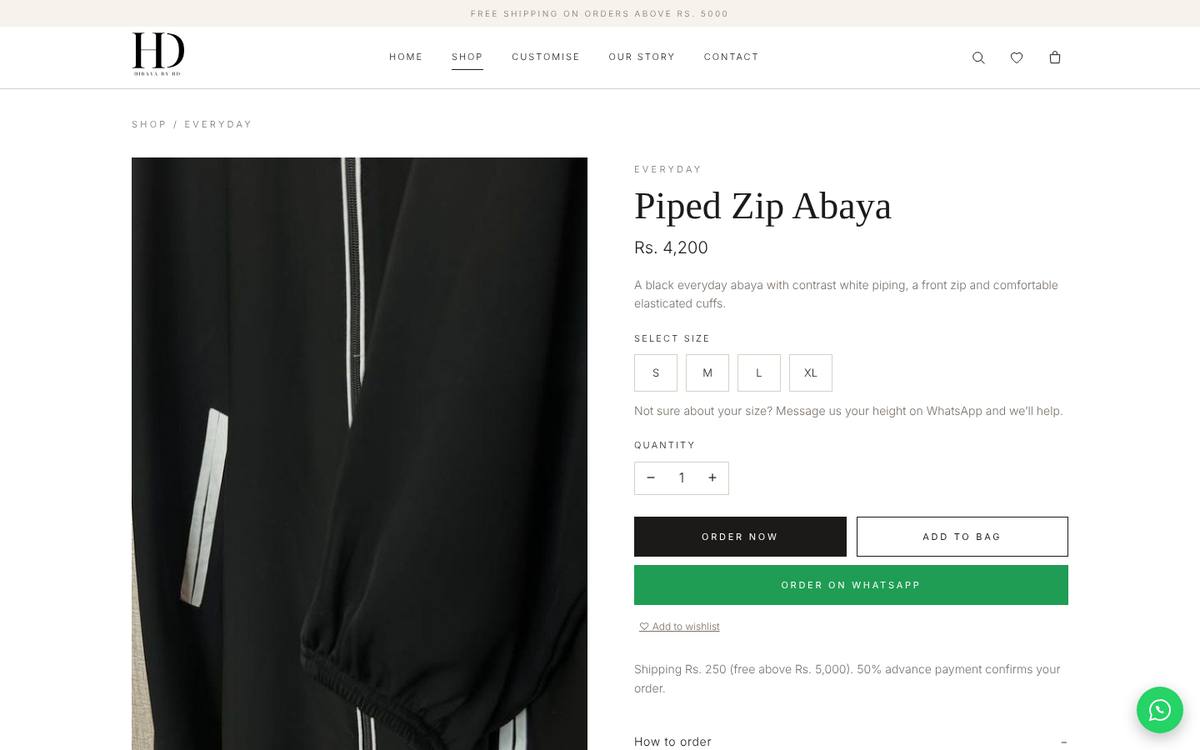 FREE SHIPPING ON ORDERS ABOVE RS. 5000
HD
HIBAYA BY HD
HOME
SHOP
CUSTOMISE
OUR STORY
CONTACT
SHOP / EVERYDAY
EVERYDAY
Piped Zip Abaya
Rs. 4,200
A black everyday abaya with contrast white piping, a front zip and comfortable
elasticated cuffs.
SELECT SIZE
S
M
L
XL
Not sure about your size? Message us your height on WhatsApp and we'll help.
QUANTITY
− 1 +
ORDER NOW
ADD TO BAG
ORDER ON WHATSAPP
♡ Add to wishlist
Shipping Rs. 250 (free above Rs. 5,000). 50% advance payment confirms your
order.
How to order −